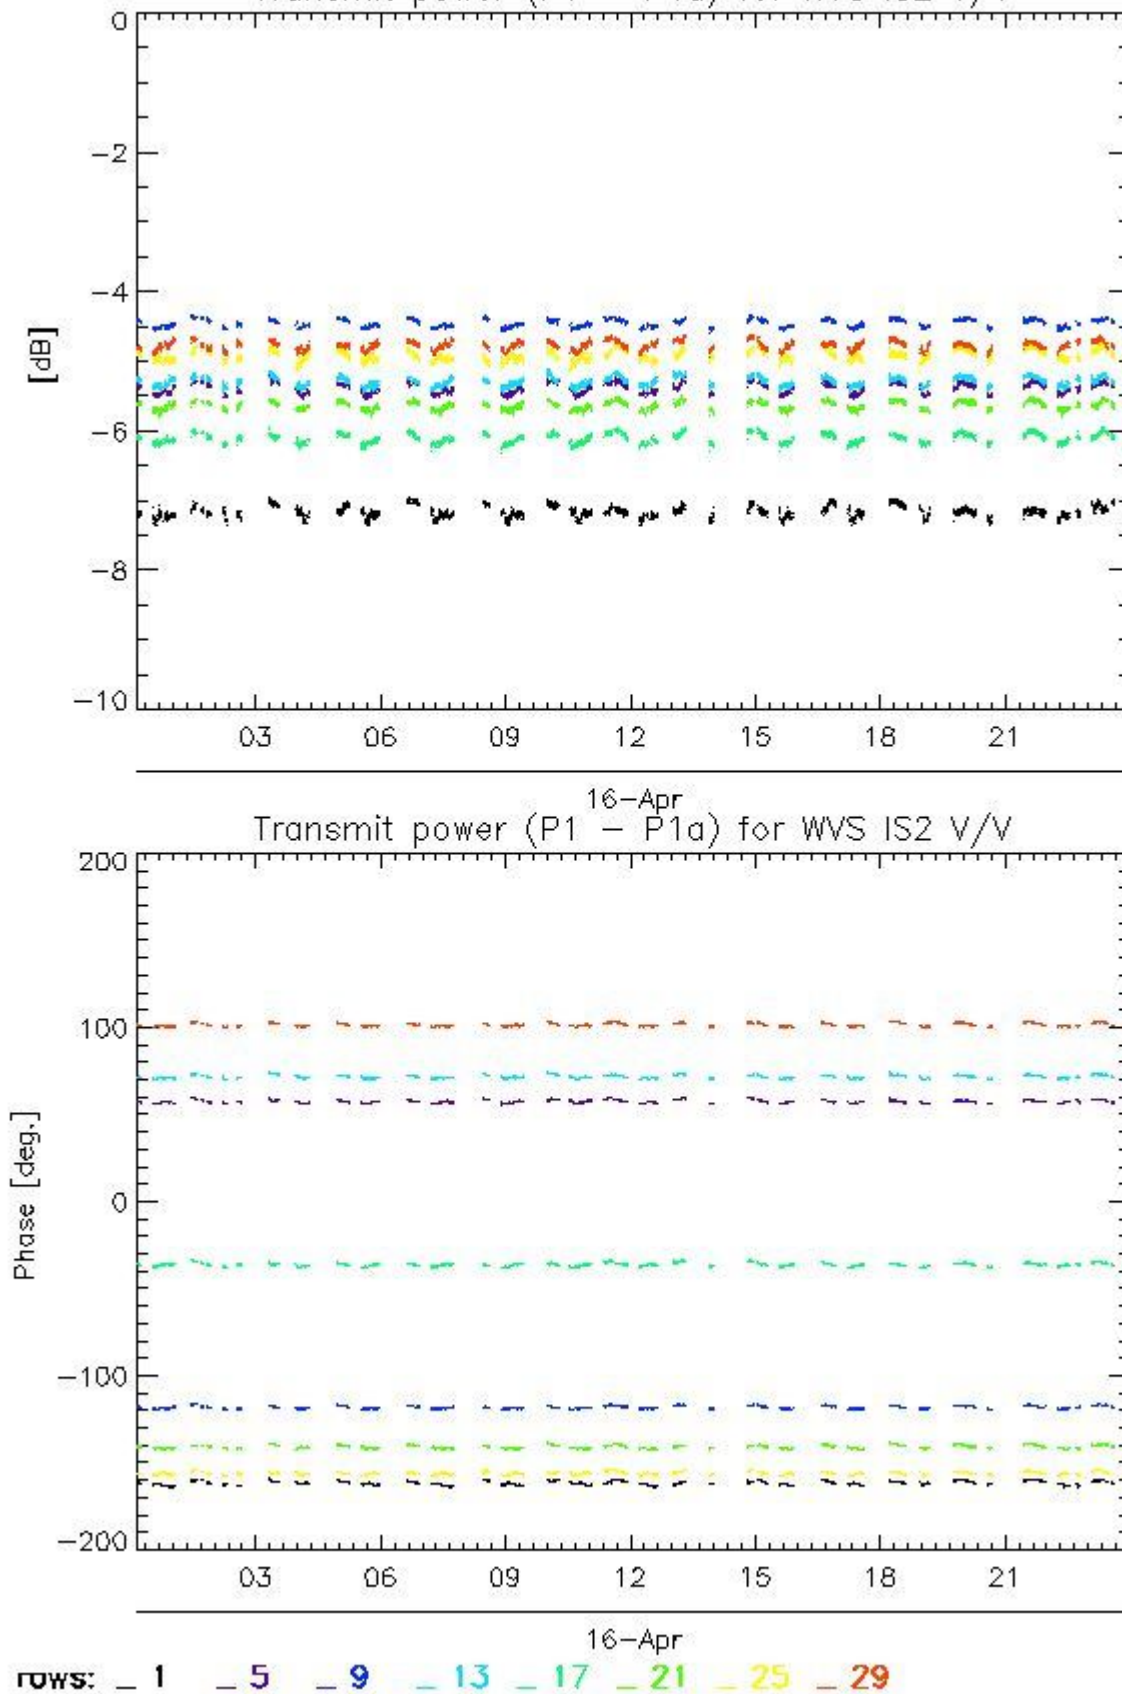 0
−2
−4
[dB]
−6
−8
−10
03 06 09 12 15 18 21
16−Apr
Transmit power (P1 − P1a) for WVS IS2 V/V
200
100
Phase [deg.]
0
−100
−200
03 06 09 12 15 18 21
16−Apr
rows: _ 1 _ 5 _ 9 _ 13 _ 17 _ 21 _ 25 _ 29